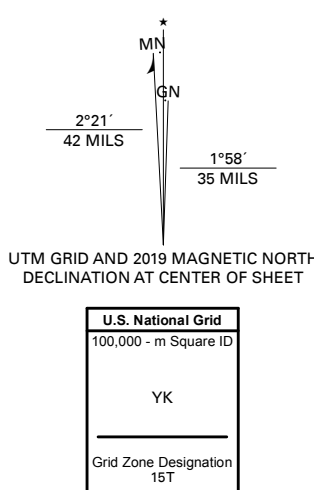 ★
MN
GN
2°21´
42 MILS
1°58´
35 MILS
UTM GRID AND 2019 MAGNETIC NORTH
DECLINATION AT CENTER OF SHEET
U.S. National Grid
100,000 - m Square ID
YK
Grid Zone Designation
15T